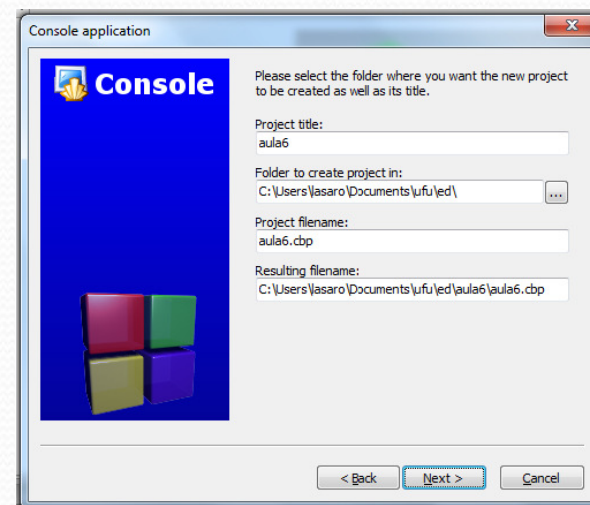 Console application
Console
Please select the folder where you want the new project
to be created as well as its title.
Project title:
aula6
Folder to create project in:
C:\Users\lasaro\Documents\ufu\ed\
...
Project filename:
aula6.cbp
Resulting filename:
C:\Users\lasaro\Documents\ufu\ed\aula6\aula6.cbp
< Back
Next >
Cancel